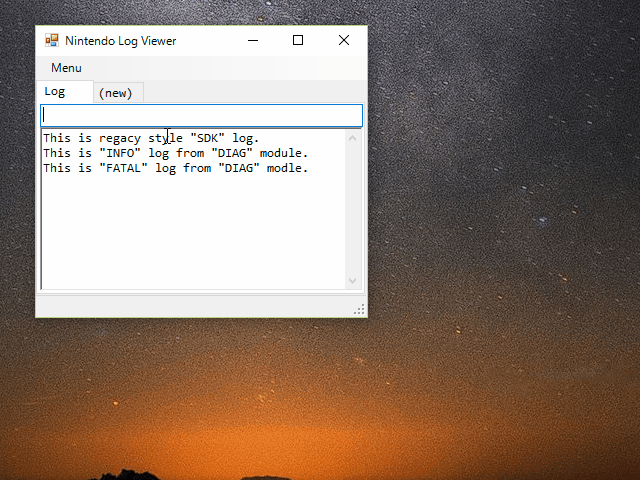 Nintendo Log Viewer
Menu
Log (new)
This is regacy style "SDK" log.
This is "INFO" log from "DIAG" module.
This is "FATAL" log from "DIAG" modle.